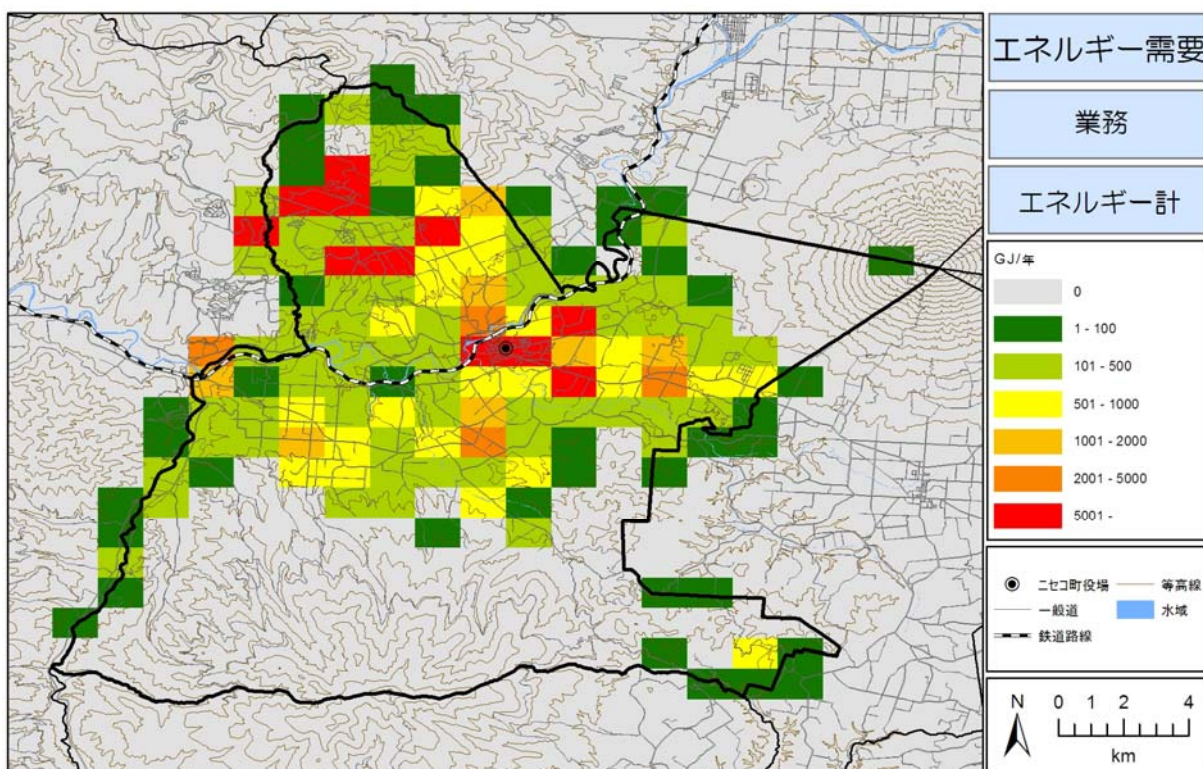 エネルギー需要
業務
エネルギー計
GJ/年
0
1 - 100
101 - 500
501 - 1000
1001 - 2000
2001 - 5000
5001 -
ニセコ町役場 等高線
一般道 水域
鉄道路線
N 0 1 2 4
km